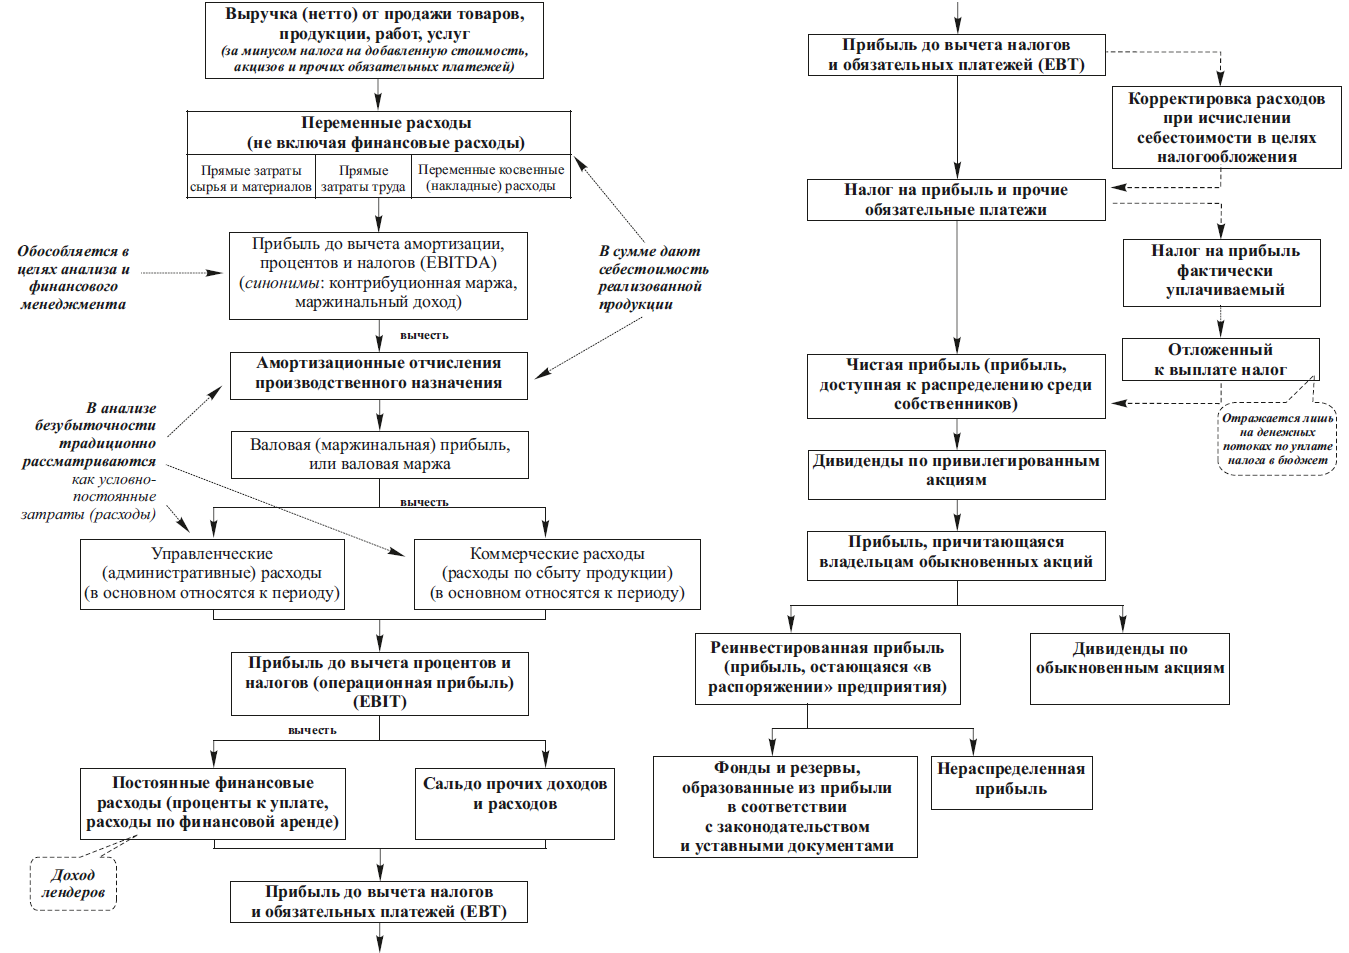 Выручка (нетто) от продажи товаров,
продукции, работ, услуг
(за минусом налога на добавленную стоимость,
акцизов и прочих обязательных платежей)
Переменные расходы
(не включая финансовые расходы)
Прямые затраты
сырья и материалов
Прямые
затраты труда
Переменные косвенные
(накладные) расходы
Обособляется в
целях анализа и
финансового
менеджмента
Прибыль до вычета амортизации,
процентов и налогов (EBITDA)
(синонимы: контрибуционная маржа,
маржинальный доход)
В сумме дают
себестоимость
реализованной
продукции
вычесть
Амортизационные отчисления
производственного назначения
В анализе
безубыточности
традиционно
рассматриваются
как условно-
постоянные
затраты (расходы)
Валовая (маржинальная) прибыль,
или валовая маржа
вычесть
Управленческие
(административные) расходы
(в основном относятся к периоду)
Коммерческие расходы
(расходы по сбыту продукции)
(в основном относятся к периоду)
Прибыль до вычета процентов и
налогов (операционная прибыль)
(EBIT)
вычесть
Постоянные финансовые
расходы (проценты к уплате,
расходы по финансовой аренде)
Сальдо прочих доходов
и расходов
Доход
лендеров
Прибыль до вычета налогов
и обязательных платежей (EBT)
Прибыль до вычета налогов
и обязательных платежей (EBT)
Корректировка расходов
при исчислении
себестоимости в целях
налогообложения
Налог на прибыль и прочие
обязательные платежи
Налог на прибыль
фактически
уплачиваемый
Отложенный
к выплате налог
Чистая прибыль (прибыль,
доступная к распределению среди
собственников)
Отражается лишь
на денежных
потоках по уплате
налога в бюджет
Дивиденды по привилегированным
акциям
Прибыль, причитающаяся
владельцам обыкновенных акций
Реинвестированная прибыль
(прибыль, остающаяся «в
распоряжении» предприятия)
Дивиденды по
обыкновенным акциям
Фонды и резервы,
образованные из прибыли
в соответствии
с законодательством
и уставными документами
Нераспределенная
прибыль